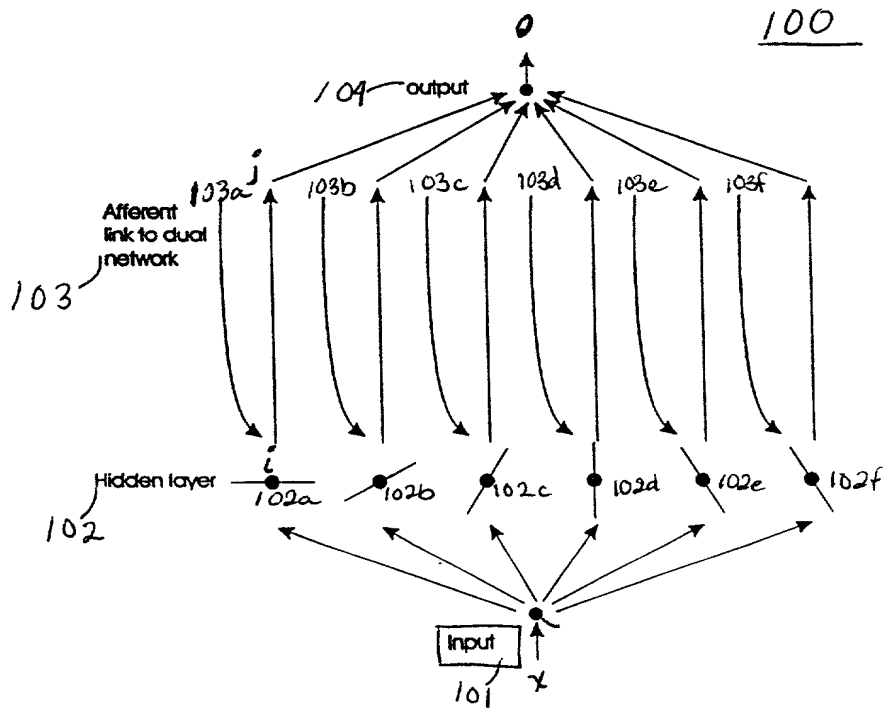 100
o
104 output
j
103a 103b 103c 103d 103e 103f
Afferent
link to dual
network
103
i
Hidden layer 102a 102b 102c 102d 102e 102f
102
Input
101 x